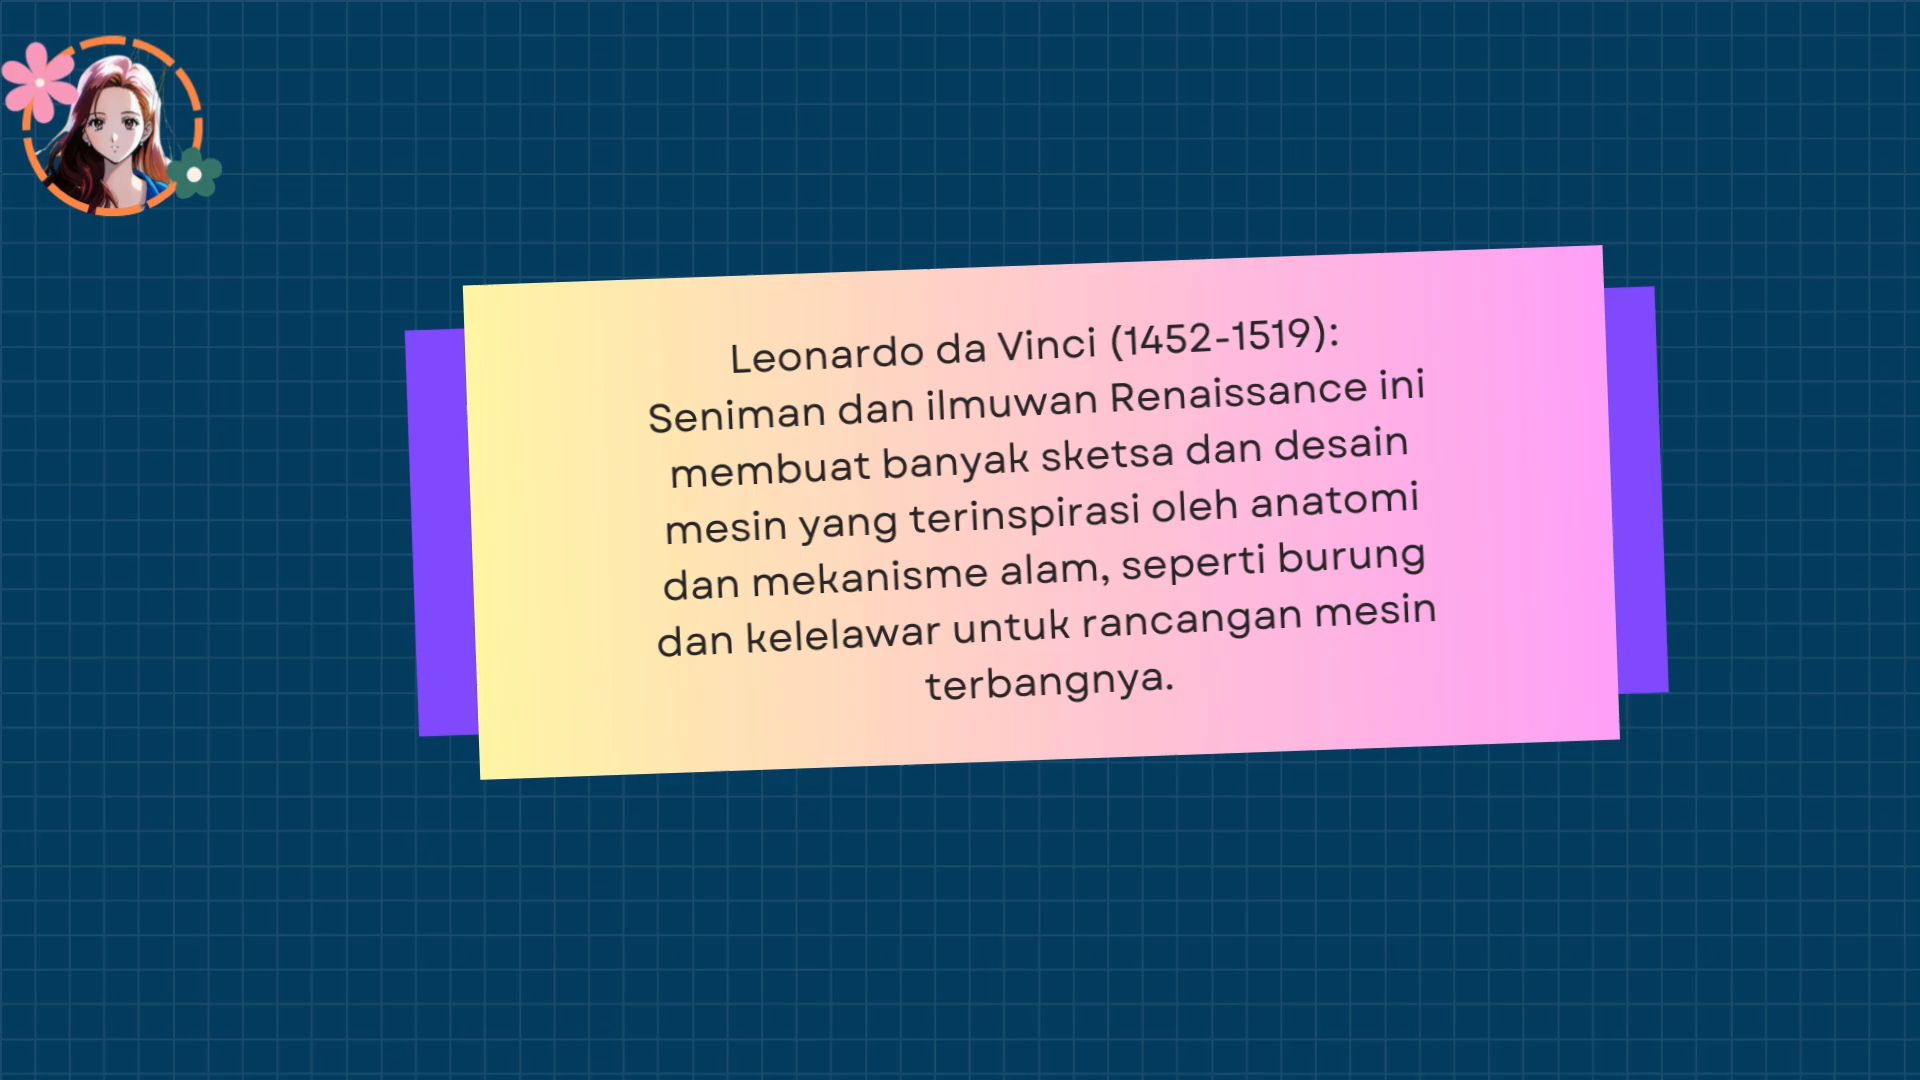 Leonardo da Vinci (1452-1519):
Seniman dan ilmuwan Renaissance ini
membuat banyak sketsa dan desain
mesin yang terinspirasi oleh anatomi
dan mekanisme alam, seperti burung
dan kelelawar untuk rancangan mesin
terbangnya.